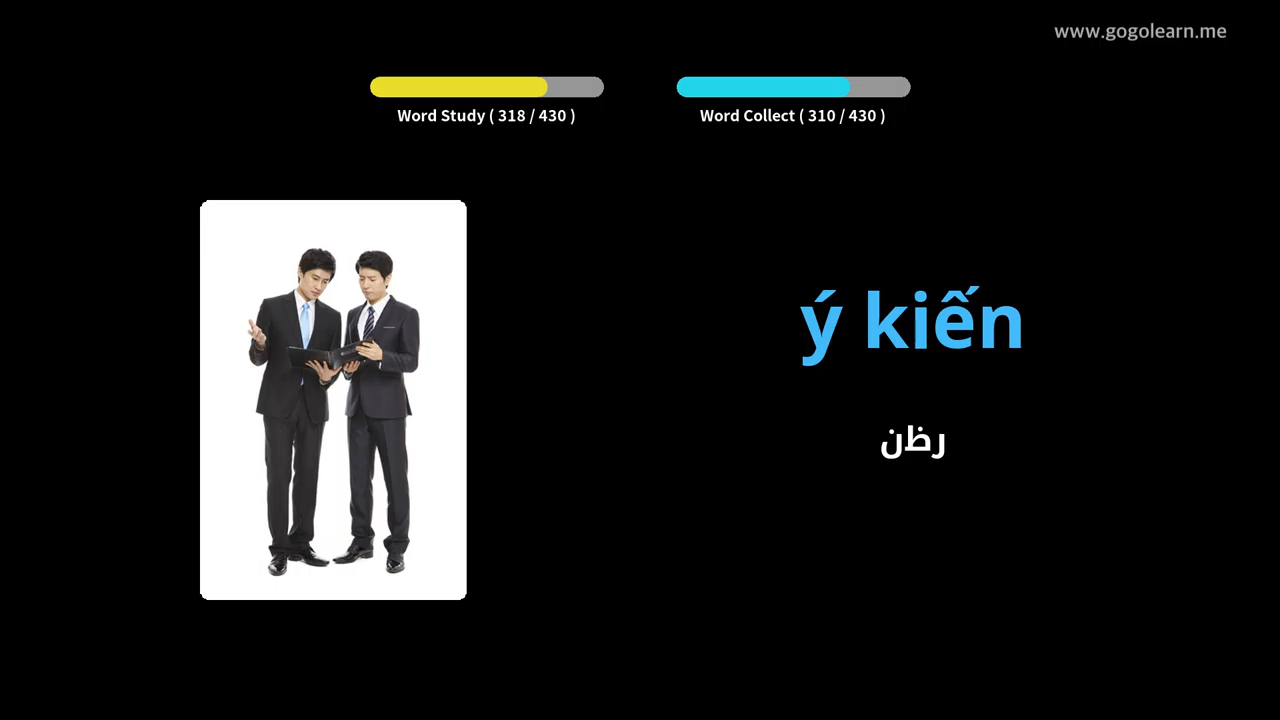 www.gogolearn.me
Word Study ( 318 / 430 )
Word Collect ( 310 / 430 )
ý kiến
رظن